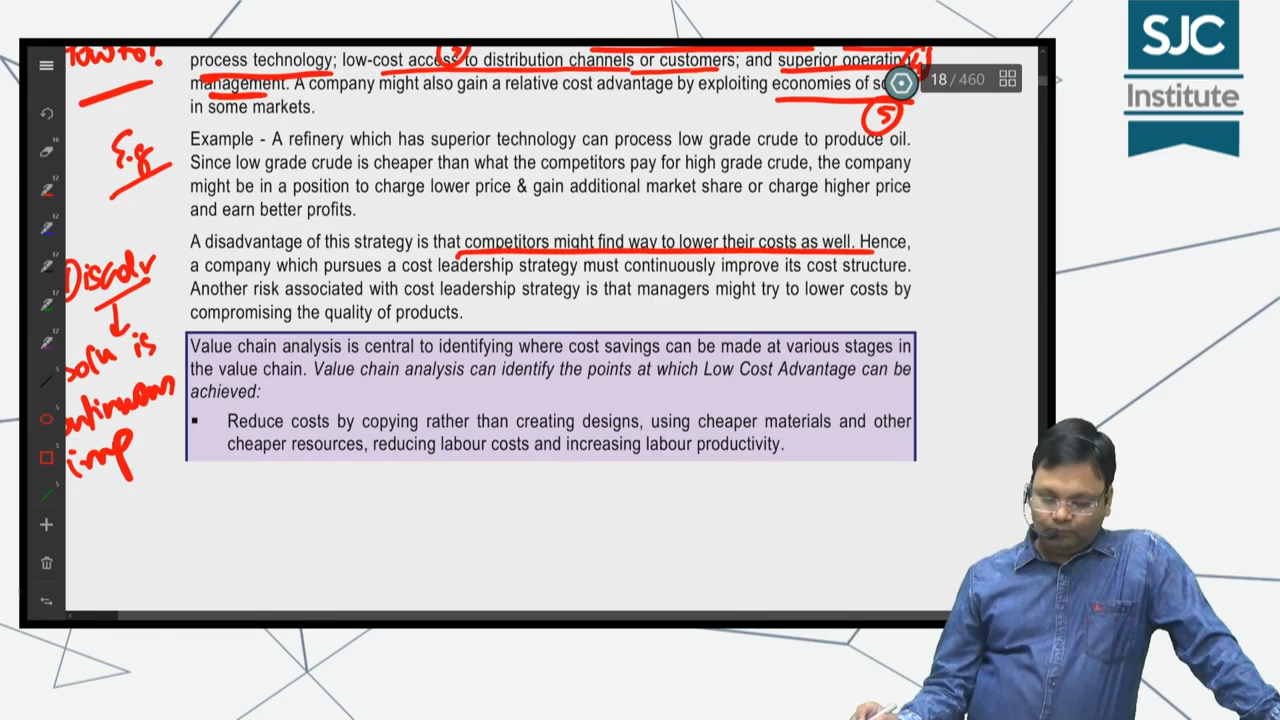 SJC
Institute
How to?
process technology; low-cost access to distribution channels or customers; and superior operating
management. A company might also gain a relative cost advantage by exploiting economies of
in some markets.
18 / 460
5
E.g
Example - A refinery which has superior technology can process low grade crude to produce oil.
Since low grade crude is cheaper than what the competitors pay for high grade crude, the company
might be in a position to charge lower price & gain additional market share or charge higher price
and earn better profits.
A disadvantage of this strategy is that competitors might find way to lower their costs as well. Hence,
a company which pursues a cost leadership strategy must continuously improve its cost structure.
Another risk associated with cost leadership strategy is that managers might try to lower costs by
compromising the quality of products.
Disadv
soln is
continuous
imp
Value chain analysis is central to identifying where cost savings can be made at various stages in
the value chain. Value chain analysis can identify the points at which Low Cost Advantage can be
achieved:
▪ Reduce costs by copying rather than creating designs, using cheaper materials and other
cheaper resources, reducing labour costs and increasing labour productivity.